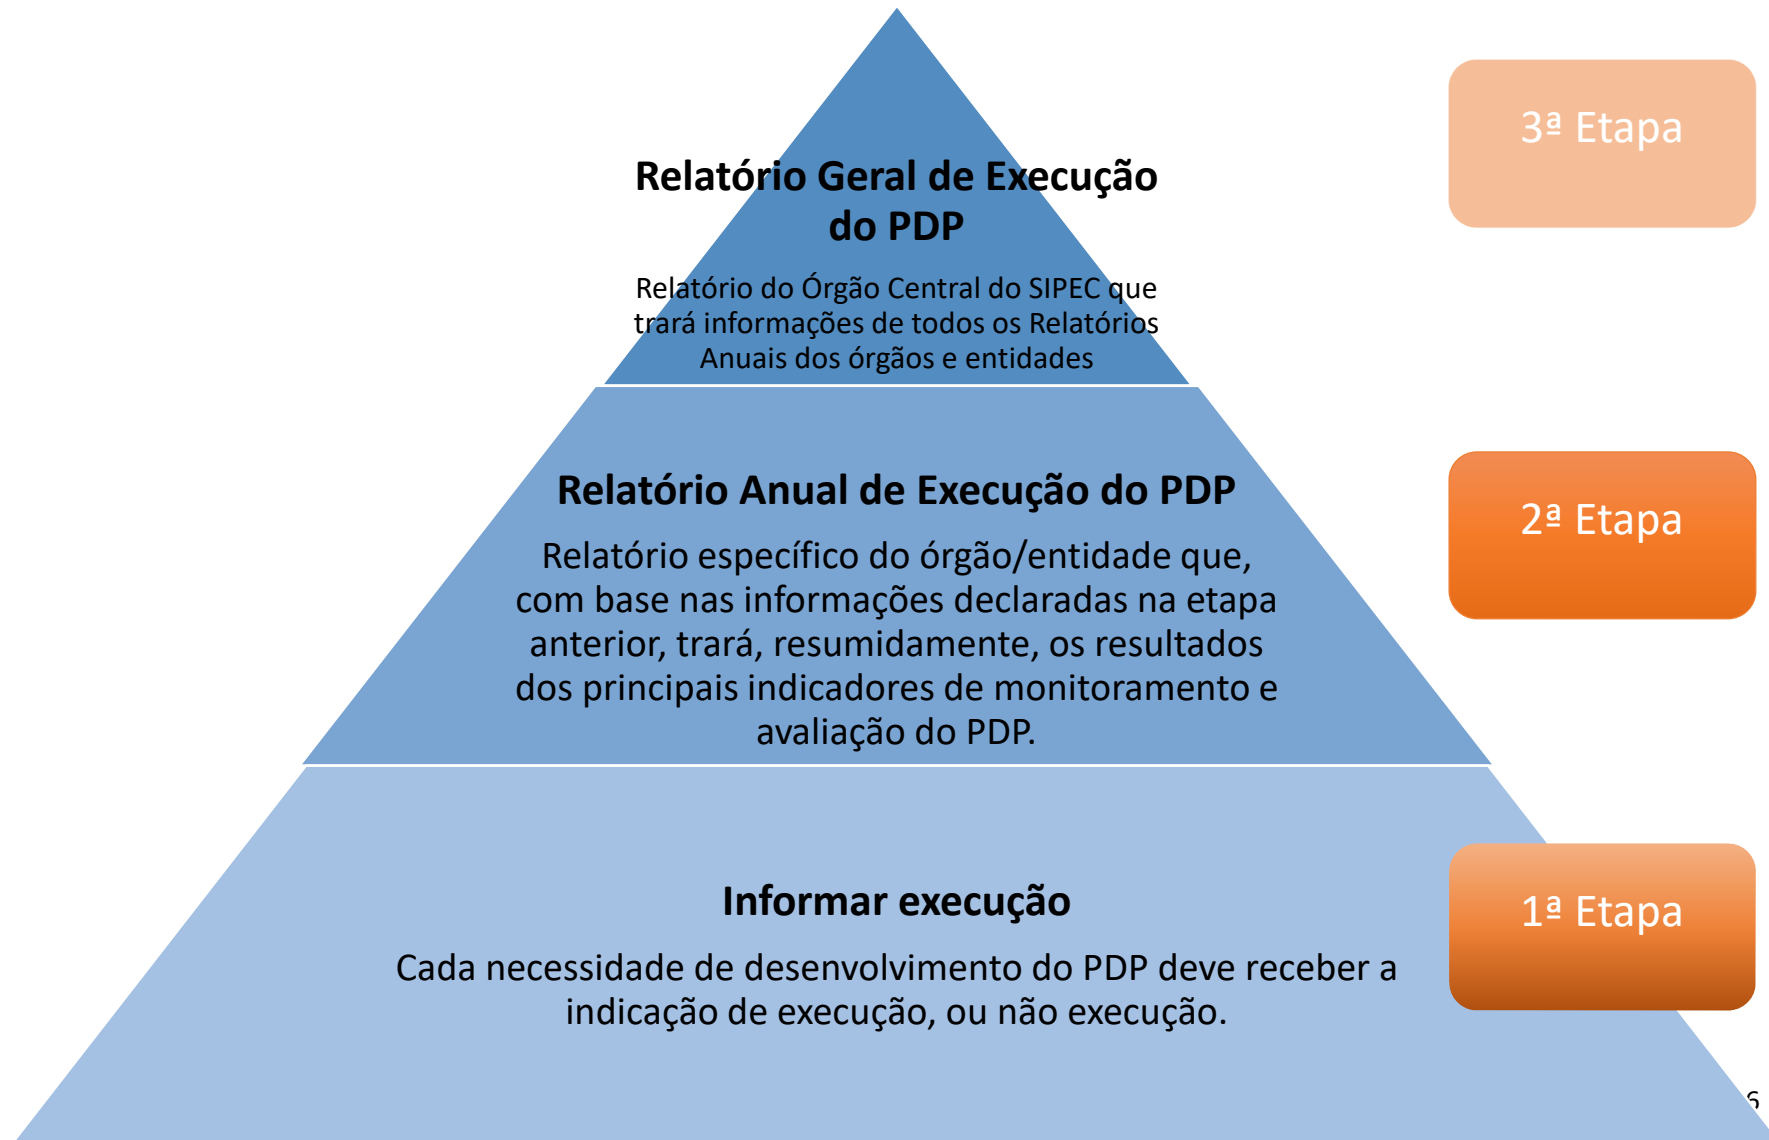 3ª Etapa
Relatório Geral de Execução
do PDP
Relatório do Órgão Central do SIPEC que
trará informações de todos os Relatórios
Anuais dos órgãos e entidades
2ª Etapa
Relatório Anual de Execução do PDP
Relatório específico do órgão/entidade que,
com base nas informações declaradas na etapa
anterior, trará, resumidamente, os resultados
dos principais indicadores de monitoramento e
avaliação do PDP.
1ª Etapa
Informar execução
Cada necessidade de desenvolvimento do PDP deve receber a
indicação de execução, ou não execução.
6